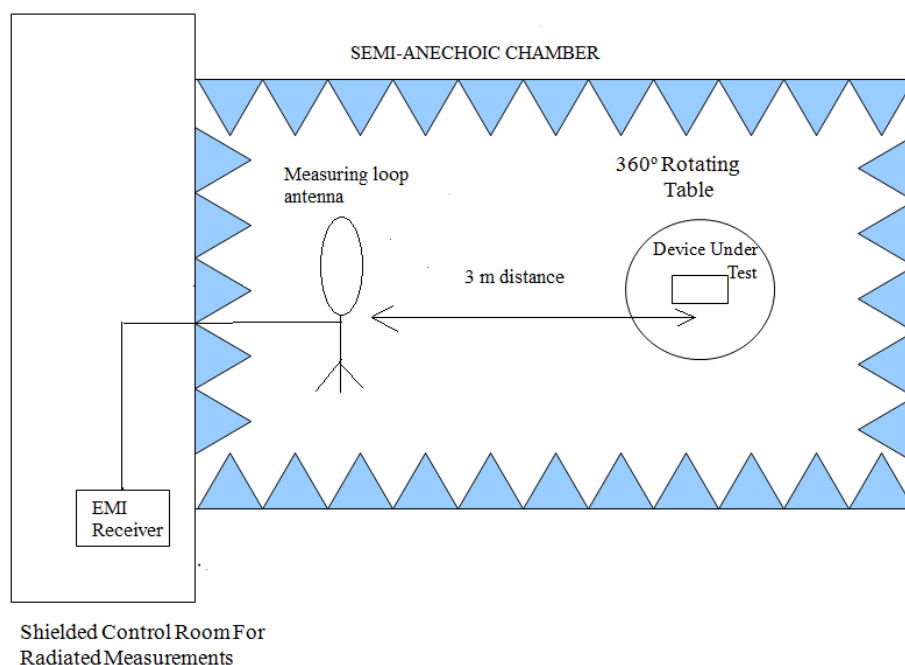 SEMI-ANECHOIC CHAMBER
Measuring loop
antenna
360º Rotating
Table
Device Under
Test
3 m distance
EMI
Receiver
Shielded Control Room For
Radiated Measurements